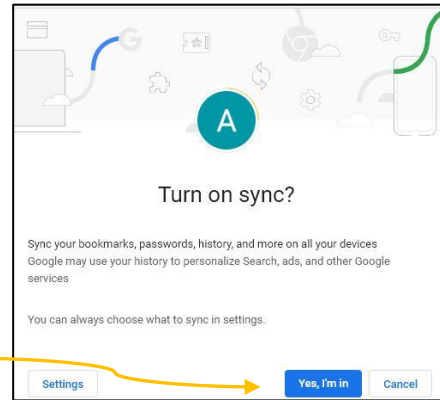 G
A
Turn on sync?
Sync your bookmarks, passwords, history, and more on all your devices
Google may use your history to personalize Search, ads, and other Google
services
You can always choose what to sync in settings.
Settings Yes, I'm in Cancel